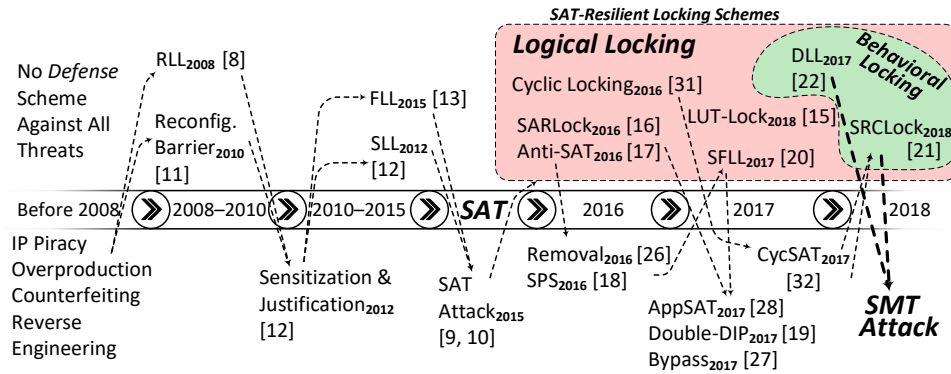 SAT-Resilient Locking Schemes
Logical Locking
Behavioral
Locking
No Defense
Scheme
Against All
Threats
RLL2008 [8]
Reconfig.
Barrier2010
[11]
FLL2015 [13]
SLL2012
[12]
Cyclic Locking2016 [31]
SARLock2016 [16]
Anti-SAT2016 [17]
LUT-Lock2018 [15]
SFLL2017 [20]
DLL2017
[22]
SRCLock2018
[21]
Before 2008
2008–2010
2010–2015
SAT
2016
2017
2018
IP Piracy
Overproduction
Counterfeiting
Reverse
Engineering
Sensitization &
Justification2012
[12]
SAT
Attack2015
[9, 10]
Removal2016 [26]
SPS2016 [18]
AppSAT2017 [28]
Double-DIP2017 [19]
Bypass2017 [27]
CycSAT2017
[32]
SMT
Attack